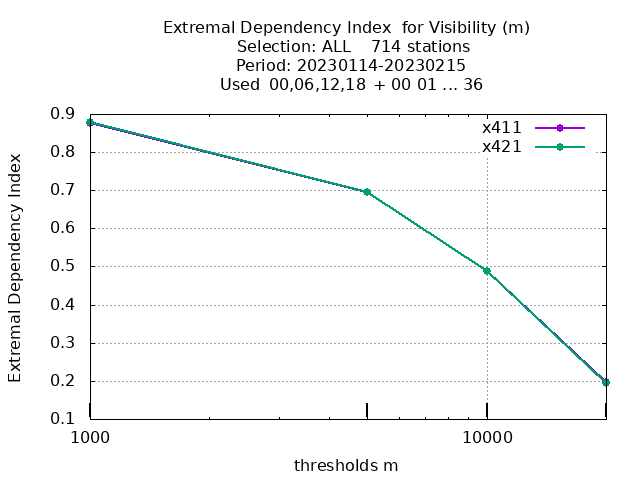 Extremal Dependency Index  for Visibility (m)
Selection: ALL    714 stations
Period: 20230114-20230215
Used  00,06,12,18  + 00 01 ... 36
x411
x421
0.9
0.8
0.7
0.6
0.5
0.4
0.3
0.2
0.1
Extremal Dependency Index
1000
10000
thresholds m